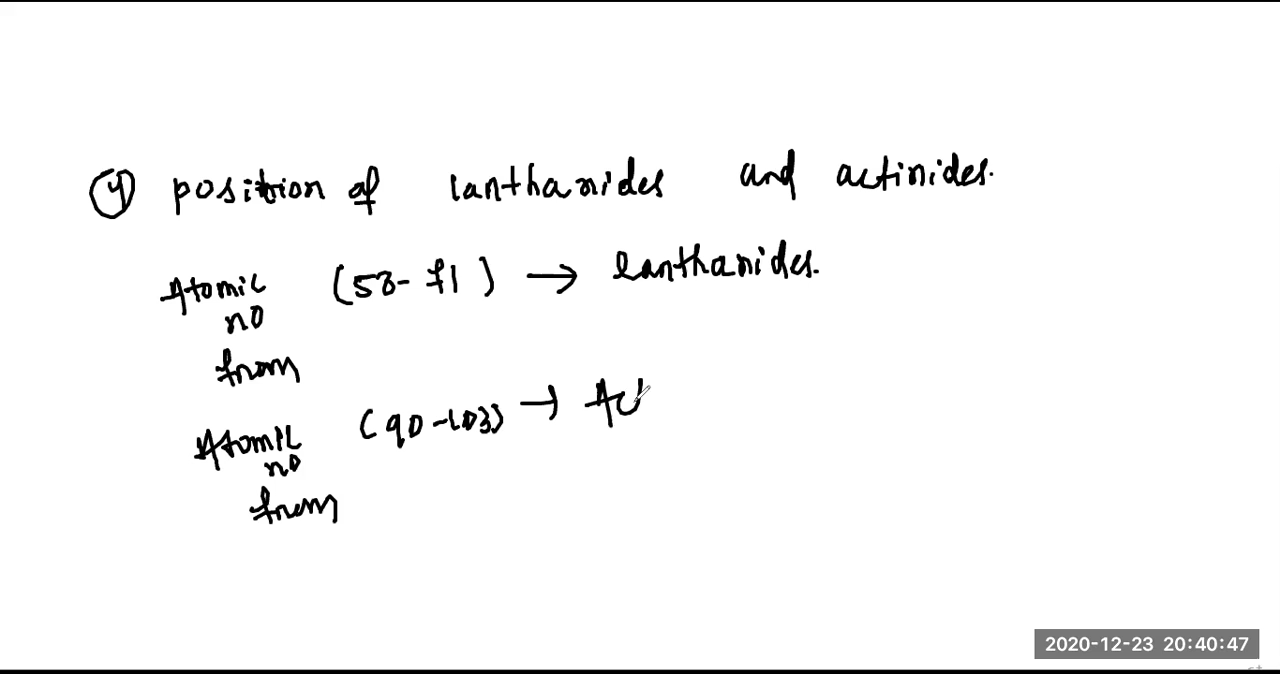 ④ position of lanthanides and actinides.
Atomic no from (58-71) → lanthanides.
Atomic no from (90-103) → Act
2020-12-23 20:40:47